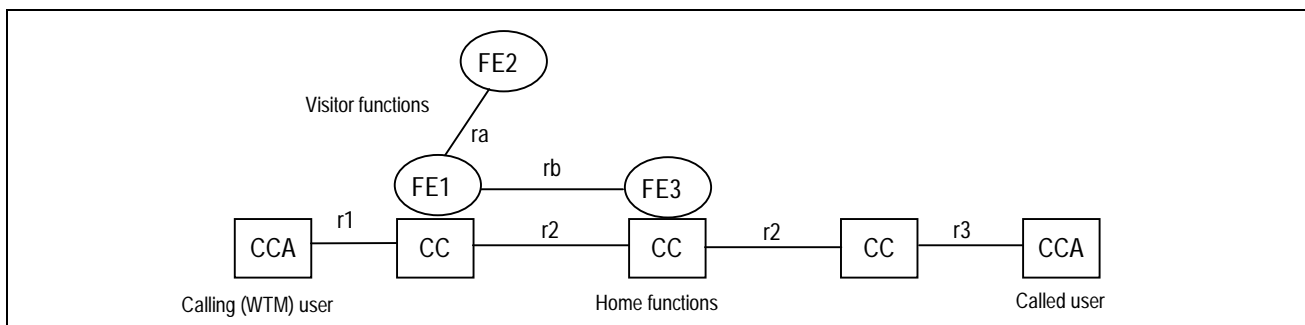 FE2
Visitor functions
ra
FE1
rb
FE3
r1
r2
r2
r3
CCA
CC
CC
CC
CCA
Calling (WTM) user
Home functions
Called user